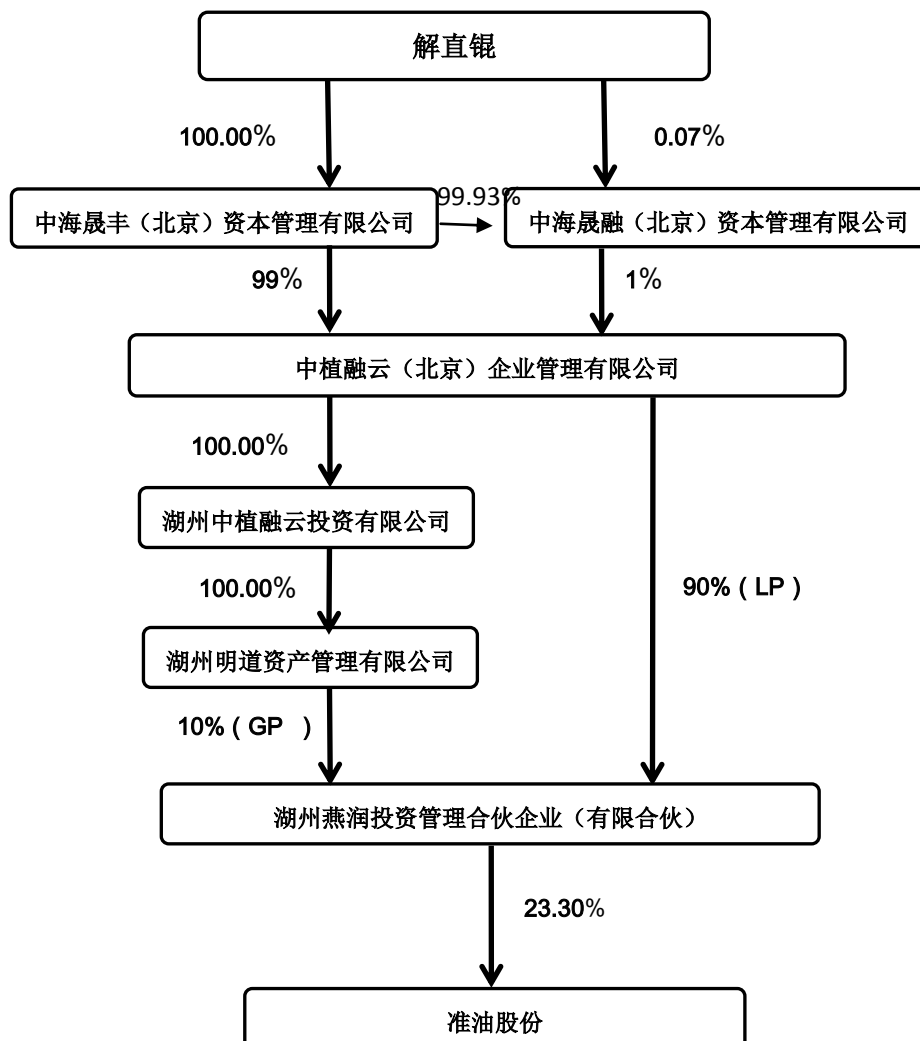 解直锟
100.00%
0.07%
99.93%
中海晟丰（北京）资本管理有限公司
中海晟融（北京）资本管理有限公司
99%
1%
中植融云（北京）企业管理有限公司
100.00%
湖州中植融云投资有限公司
100.00%
90%（LP）
湖州明道资产管理有限公司
10%（GP ）
湖州燕润投资管理合伙企业（有限合伙）
23.30%
准油股份